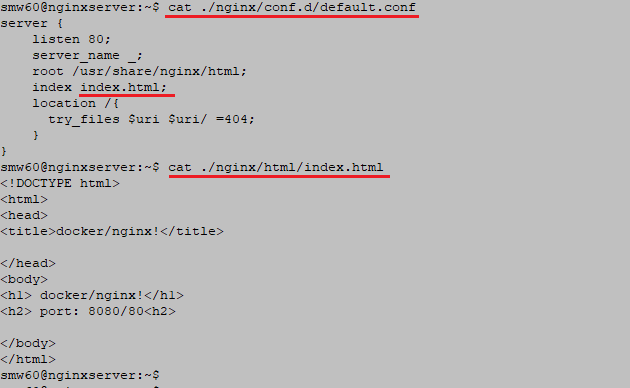 smw60@nginxserver:~$ cat ./nginx/conf.d/default.conf
server {
listen 80;
server_name _;
root /usr/share/nginx/html;
index index.html;
location /{
try_files $uri $uri/ =404;
}
}
smw60@nginxserver:~$ cat ./nginx/html/index.html
<!DOCTYPE html>
<html>
<head>
<title>docker/nginx!</title>
</head>
<body>
<h1> docker/nginx!</h1>
<h2> port: 8080/80<h2>
</body>
</html>
smw60@nginxserver:~$